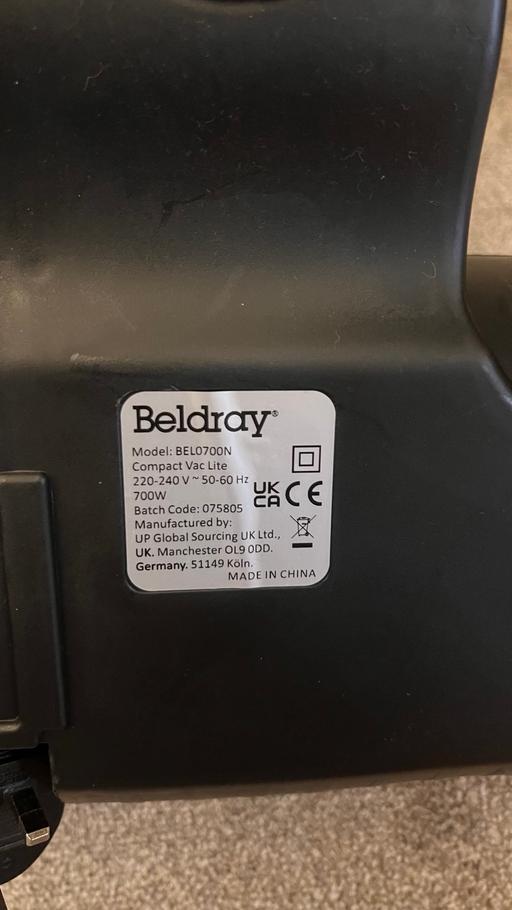 Beldray®
Model: BEL0700N
Compact Vac Lite
220-240 V ~ 50-60 Hz
700W
Batch Code: 075805
UK
CA CE
Manufactured by:
UP Global Sourcing UK Ltd.,
UK. Manchester OL9 0DD.
Germany. 51149 Köln.
MADE IN CHINA